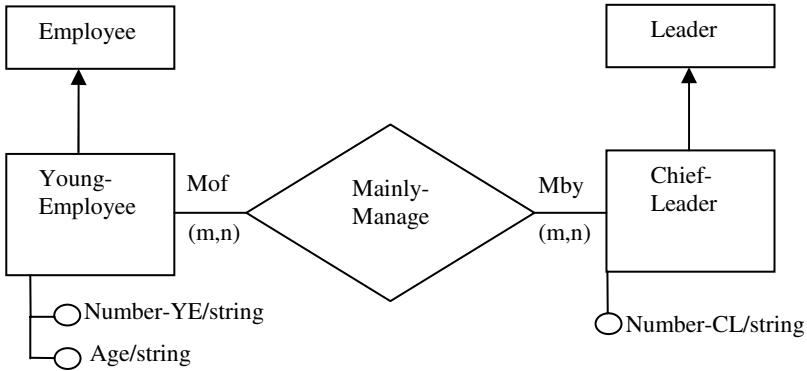 Employee
Leader
Young-
Employee
Mof
(m,n)
Mainly-
Manage
Mby
(m,n)
Chief-
Leader
Number-YE/string
Age/string
Number-CL/string